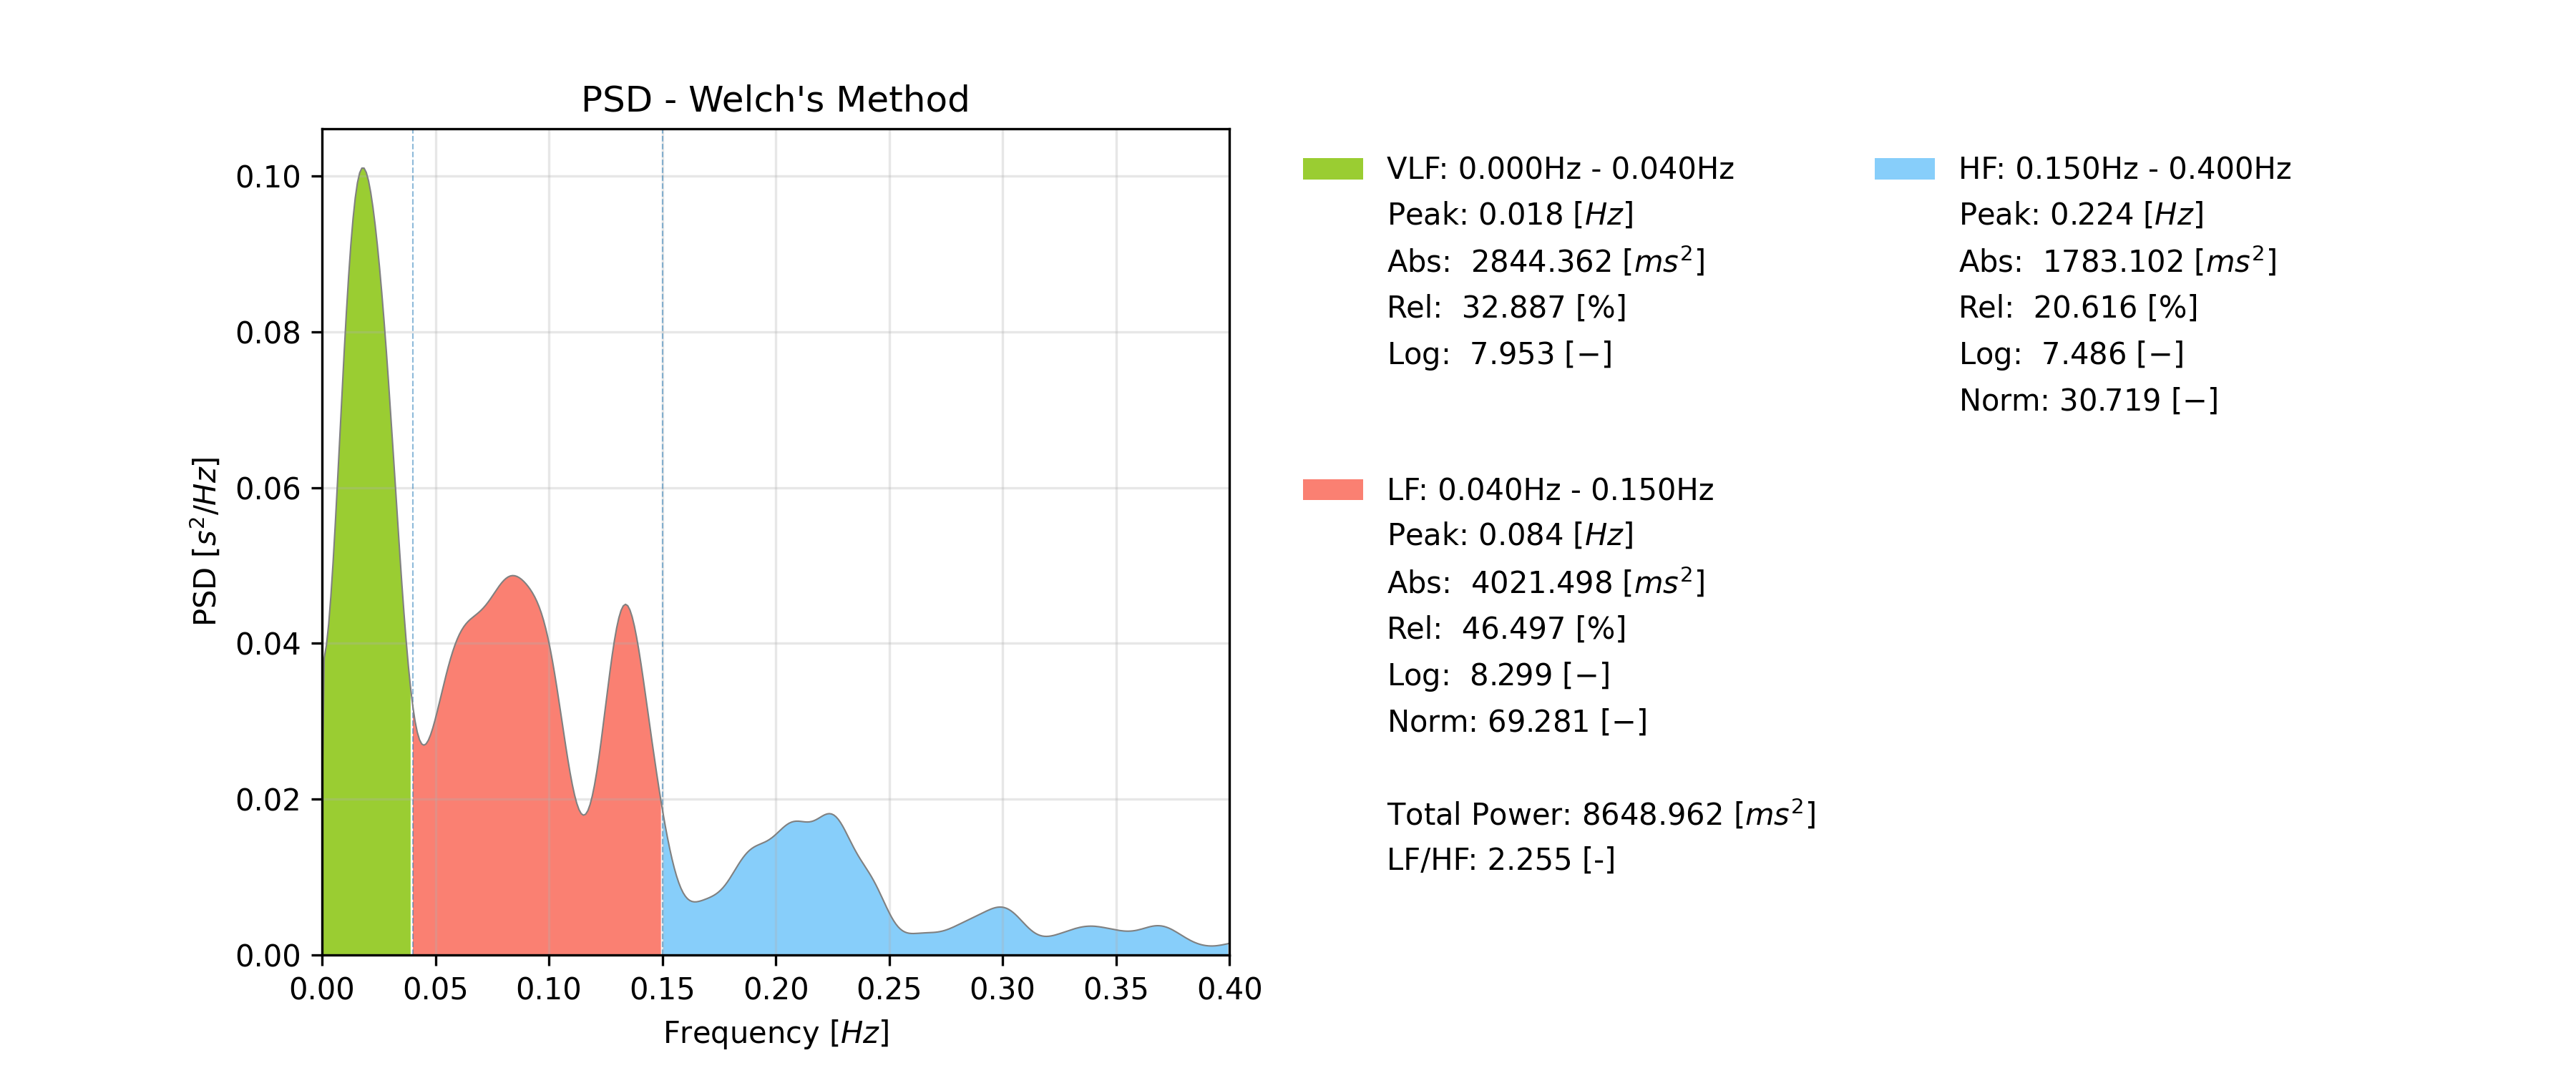 PSD - Welch's Method
PSD [s²/Hz]
0.10
0.08
0.06
0.04
0.02
0.00
0.00 0.05 0.10 0.15 0.20 0.25 0.30 0.35 0.40
Frequency [Hz]
VLF: 0.000Hz - 0.040Hz
Peak: 0.018 [Hz]
Abs: 2844.362 [ms²]
Rel: 32.887 [%]
Log: 7.953 [−]
LF: 0.040Hz - 0.150Hz
Peak: 0.084 [Hz]
Abs: 4021.498 [ms²]
Rel: 46.497 [%]
Log: 8.299 [−]
Norm: 69.281 [−]
Total Power: 8648.962 [ms²]
LF/HF: 2.255 [-]
HF: 0.150Hz - 0.400Hz
Peak: 0.224 [Hz]
Abs: 1783.102 [ms²]
Rel: 20.616 [%]
Log: 7.486 [−]
Norm: 30.719 [−]